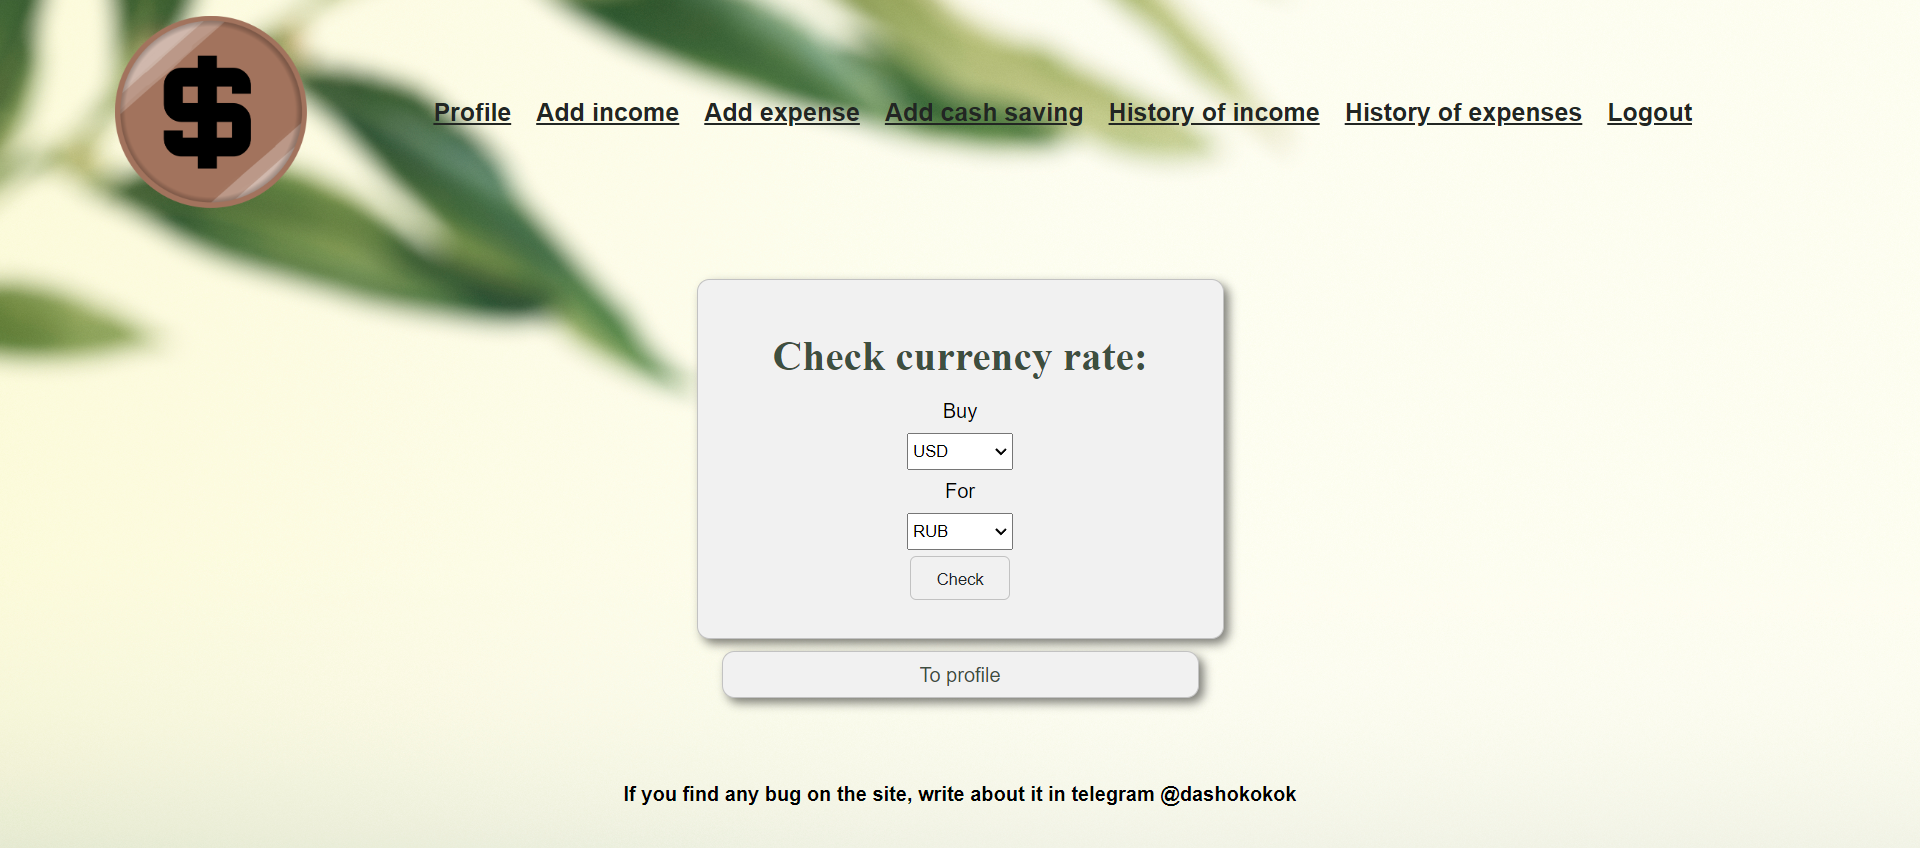 $
Profile Add income Add expense Add cash saving History of income History of expenses Logout
Check currency rate:
Buy
USD
For
RUB
Check
To profile
If you find any bug on the site, write about it in telegram @dashokokok